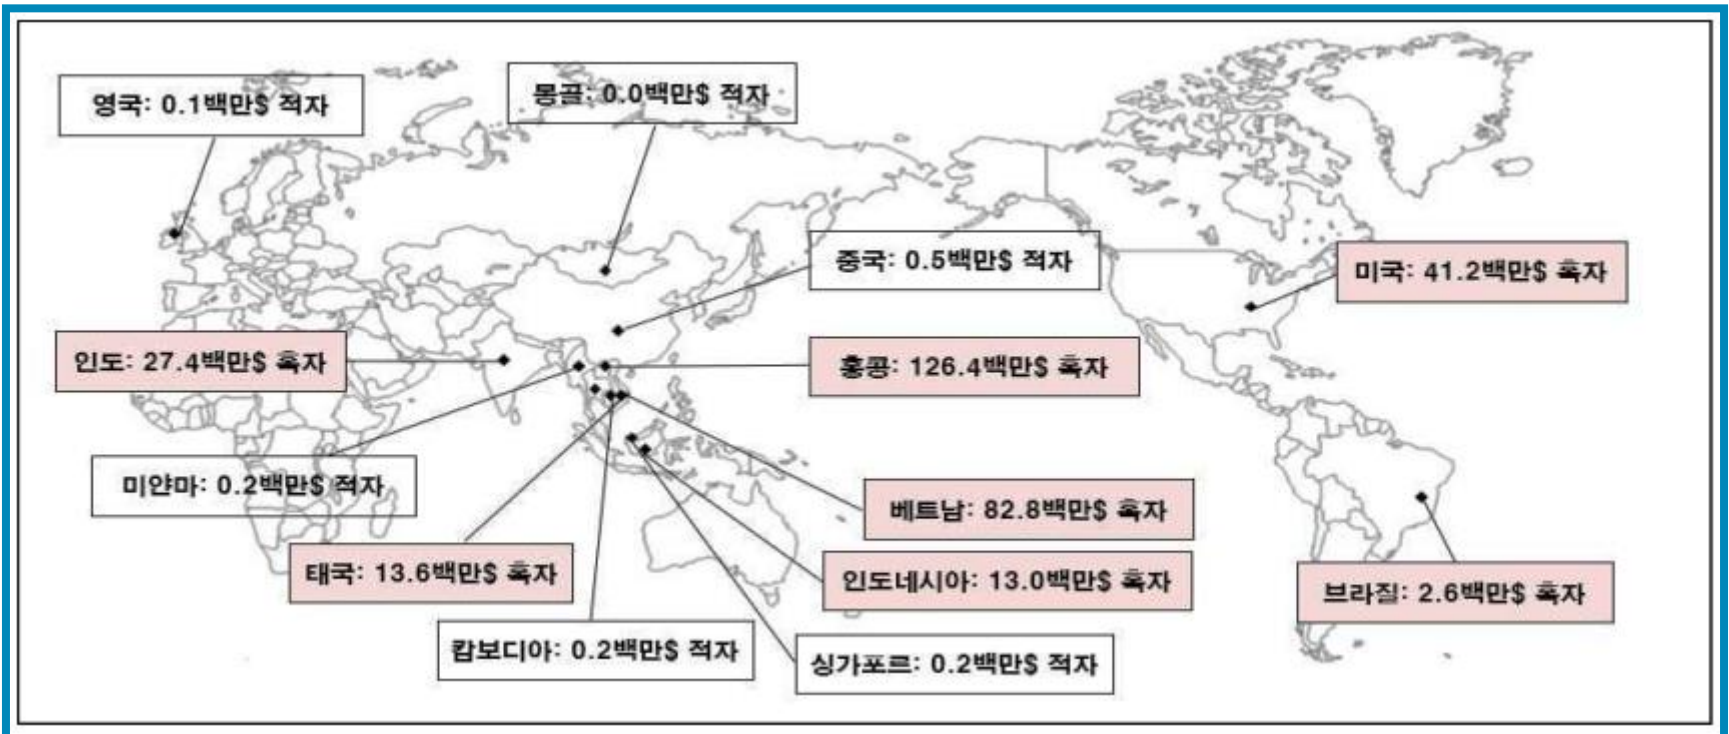 영국: 0.1백만$ 적자
몽골: 0.0백만$ 적자
중국: 0.5백만$ 적자
미국: 41.2백만$ 흑자
인도: 27.4백만$ 흑자
홍콩: 126.4백만$ 흑자
미얀마: 0.2백만$ 적자
베트남: 82.8백만$ 흑자
태국: 13.6백만$ 흑자
인도네시아: 13.0백만$ 흑자
브라질: 2.6백만$ 흑자
캄보디아: 0.2백만$ 적자
싱가포르: 0.2백만$ 적자